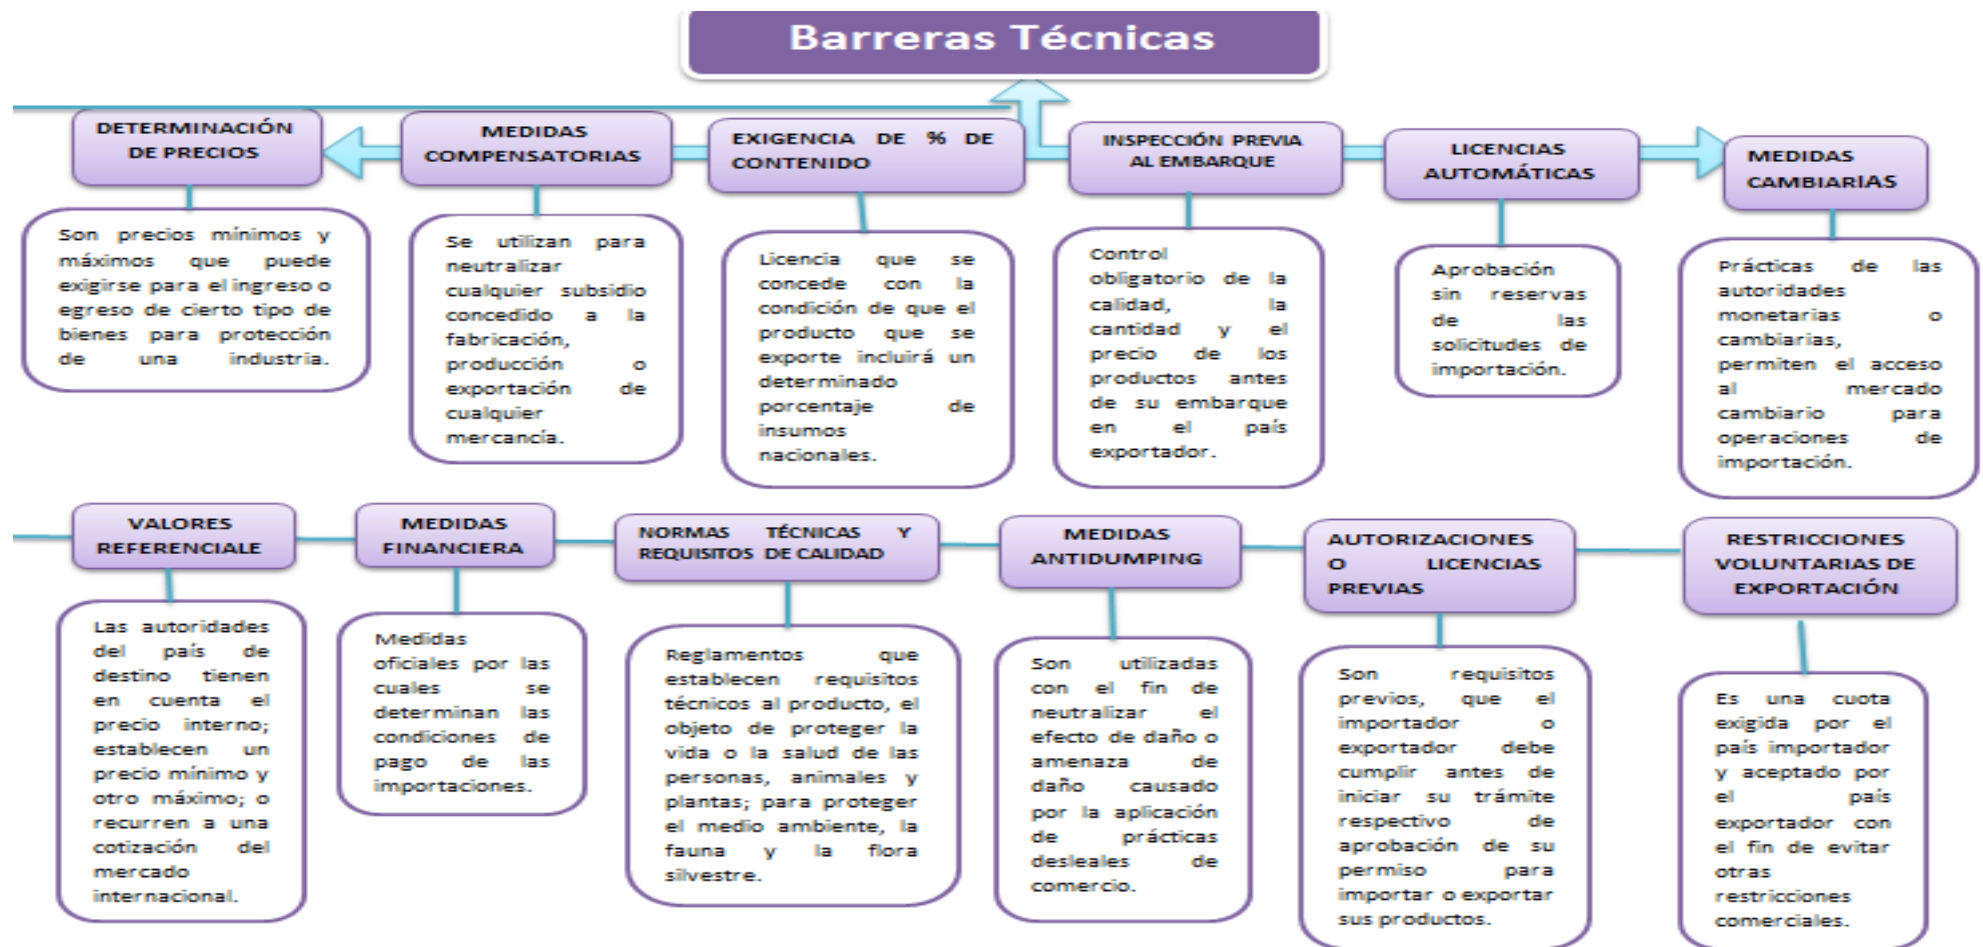 Barreras Técnicas
DETERMINACIÓN
DE PRECIOS
Son precios mínimos y
máximos que puede
exigirse para el ingreso o
egreso de cierto tipo de
bienes para protección
de una industria.
MEDIDAS
COMPENSATORIAS
Se utilizan para
neutralizar
cualquier subsidio
concedido a la
fabricación,
producción o
exportación de
cualquier
mercancía.
EXIGENCIA DE % DE
CONTENIDO
Licencia que se
concede con la
condición de que el
producto que se
exporte incluirá un
determinado
porcentaje de
insumos
nacionales.
INSPECCIÓN PREVIA
AL EMBARQUE
Control
obligatorio de la
calidad, la
cantidad y el
precio de los
productos antes
de su embarque
en el país
exportador.
LICENCIAS
AUTOMÁTICAS
Aprobación
sin reservas
de las
solicitudes de
importación.
MEDIDAS
CAMBIARIAS
Prácticas de las
autoridades
monetarias o
cambiarias,
permiten el acceso
al mercado
cambiario para
operaciones de
importación.
VALORES
REFERENCIALE
Las autoridades
del país de
destino tienen
en cuenta el
precio interno;
establecen un
precio mínimo y
otro máximo; o
recurren a una
cotización del
mercado
internacional.
MEDIDAS
FINANCIERA
Medidas
oficiales por las
cuales se
determinan las
condiciones de
pago de las
importaciones.
NORMAS TÉCNICAS Y
REQUISITOS DE CALIDAD
Reglamentos que
establecen requisitos
técnicos al producto, el
objeto de proteger la
vida o la salud de las
personas, animales y
plantas; para proteger
el medio ambiente, la
fauna y la flora
silvestre.
MEDIDAS
ANTIDUMPING
Son utilizadas
con el fin de
neutralizar el
efecto de daño o
amenaza de
daño causado
por la aplicación
de prácticas
desleales de
comercio.
AUTORIZACIONES
O LICENCIAS
PREVIAS
Son requisitos
previos, que el
importador o
exportador debe
cumplir antes de
iniciar su trámite
respectivo de
aprobación de su
permiso para
importar o exportar
sus productos.
RESTRICCIONES
VOLUNTARIAS DE
EXPORTACIÓN
Es una cuota
exigida por el
país importador
y aceptado por
el país
exportador con
el fin de evitar
otras
restricciones
comerciales.